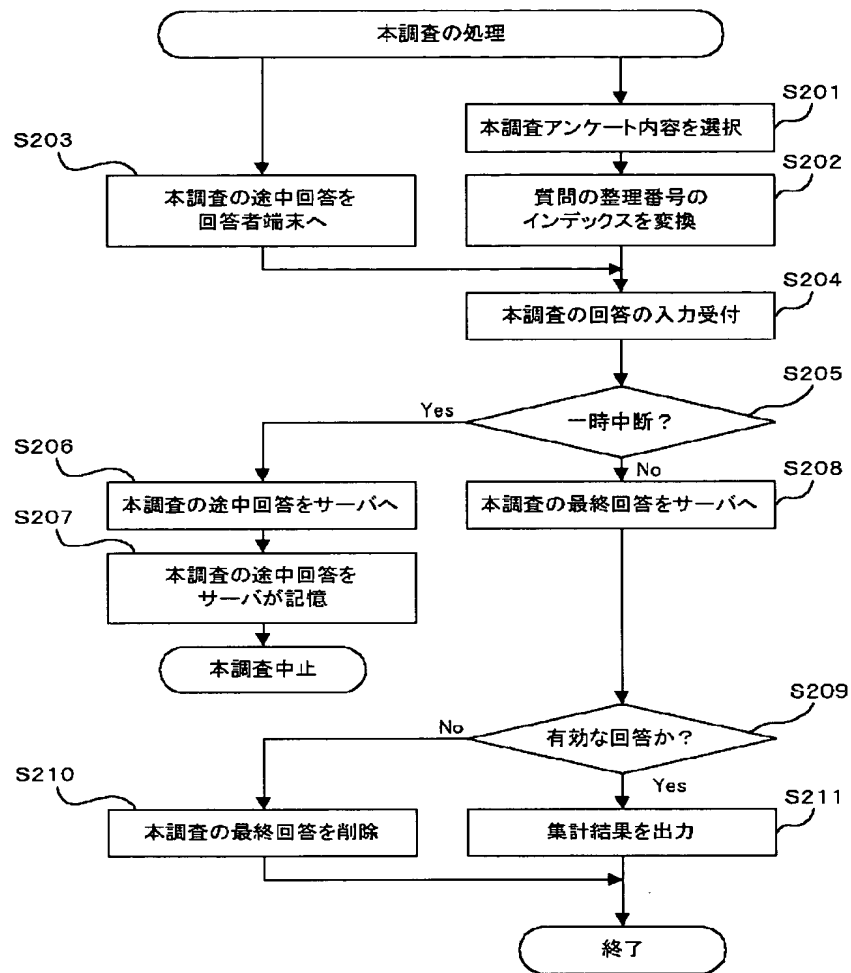 本調査の処理
S201
本調査アンケート内容を選択
S203
S202
本調査の途中回答を
回答者端末へ
質問の整理番号の
インデックスを変換
S204
本調査の回答の入力受付
S205
一時中断？
Yes
No
S206
S208
本調査の途中回答をサーバへ
本調査の最終回答をサーバへ
S207
本調査の途中回答を
サーバが記憶
本調査中止
S209
有効な回答か？
No
Yes
S210
S211
本調査の最終回答を削除
集計結果を出力
終了